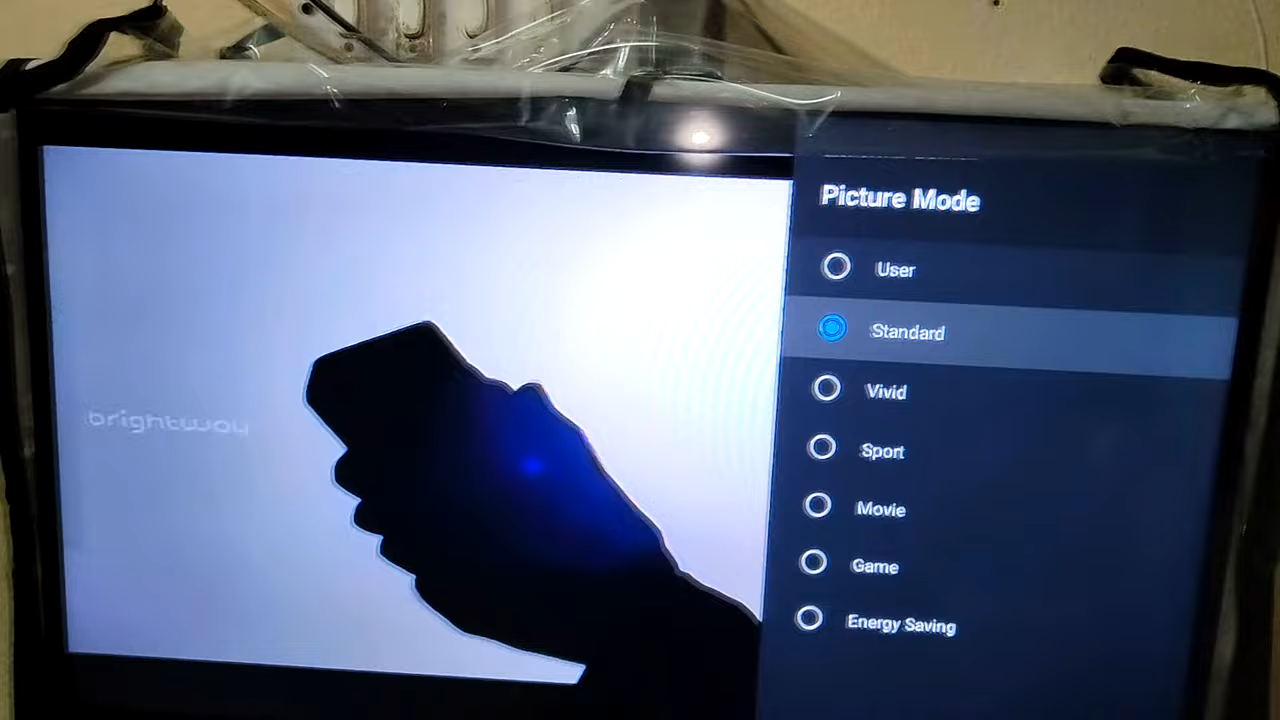 Picture Mode
User
Standard
brightway
Vivid
Sport
Movie
Game
Energy Saving